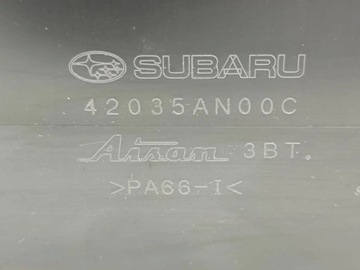 SUBARU
42035AN00C
Aisan 3BT.
>PA66-I<